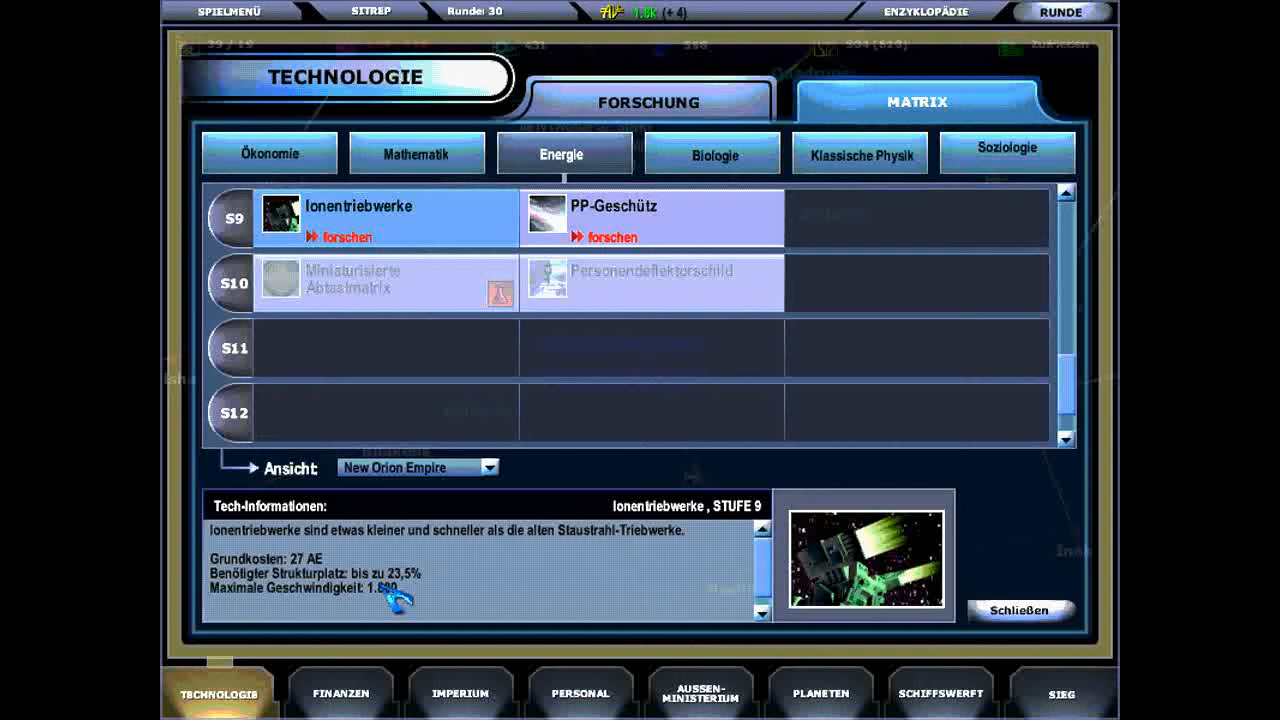 SPIELMENÜ
SITREP
Runde: 30
1.8k (+ 4)
ENZYKLOPÄDIE
RUNDE
TECHNOLOGIE
FORSCHUNG
MATRIX
Ökonomie
Mathematik
Energie
Biologie
Klassische Physik
Soziologie
S9
Ionentriebwerke
forschen
PP-Geschütz
forschen
S10
Miniaturisierte
Abtastmatrix
Personendeflektorschild
S11
S12
Ansicht:
New Orion Empire
Tech-Informationen:
Ionentriebwerke , STUFE 9
Ionentriebwerke sind etwas kleiner und schneller als die alten Staustrahl-Triebwerke.
Grundkosten: 27 AE
Benötigter Strukturplatz: bis zu 23,5%
Maximale Geschwindigkeit:
Schließen
TECHNOLOGIE
FINANZEN
IMPERIUM
PERSONAL
AUSSEN-
MINISTERIUM
PLANETEN
SCHIFFSWERFT
SIEG